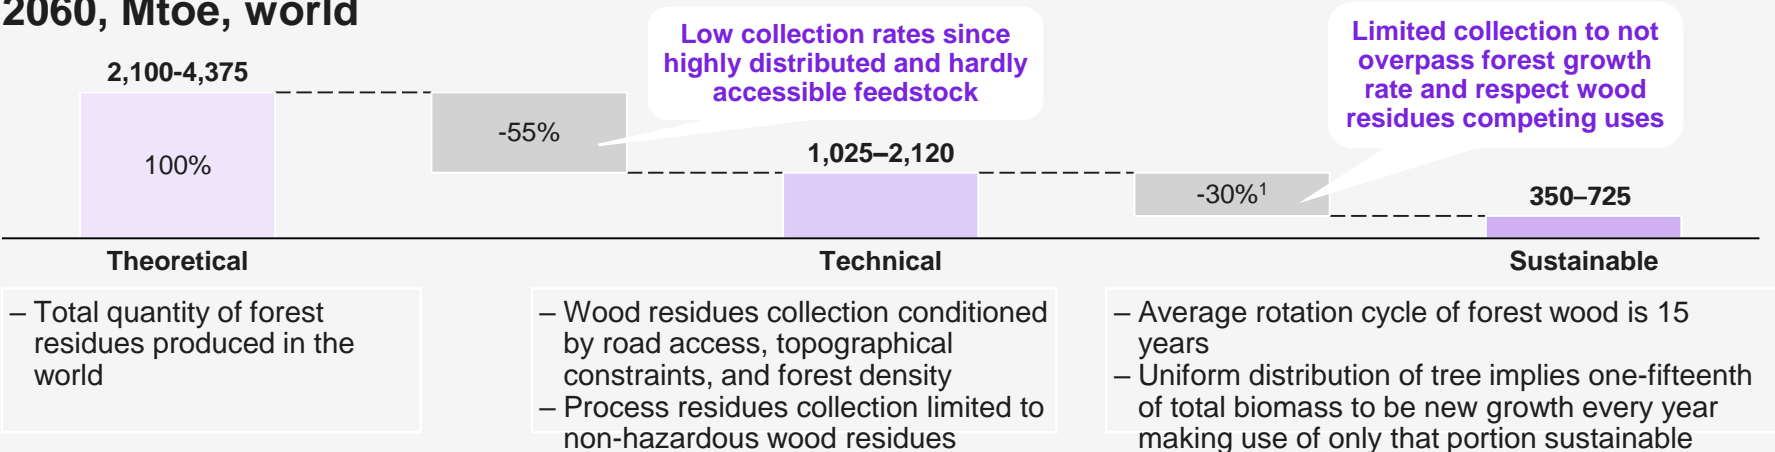 2060, Mtoe, world
Low collection rates since
highly distributed and hardly
accessible feedstock
Limited collection to not
overpass forest growth
rate and respect wood
residues competing uses
2,100-4,375
100%
-55%
1,025–2,120
-30%¹
350–725
Theoretical
Technical
Sustainable
– Total quantity of forest
residues produced in the
world
– Wood residues collection conditioned
by road access, topographical
constraints, and forest density
– Process residues collection limited to
non-hazardous wood residues
– Average rotation cycle of forest wood is 15
years
– Uniform distribution of tree implies one-fifteenth
of total biomass to be new growth every year
making use of only that portion sustainable